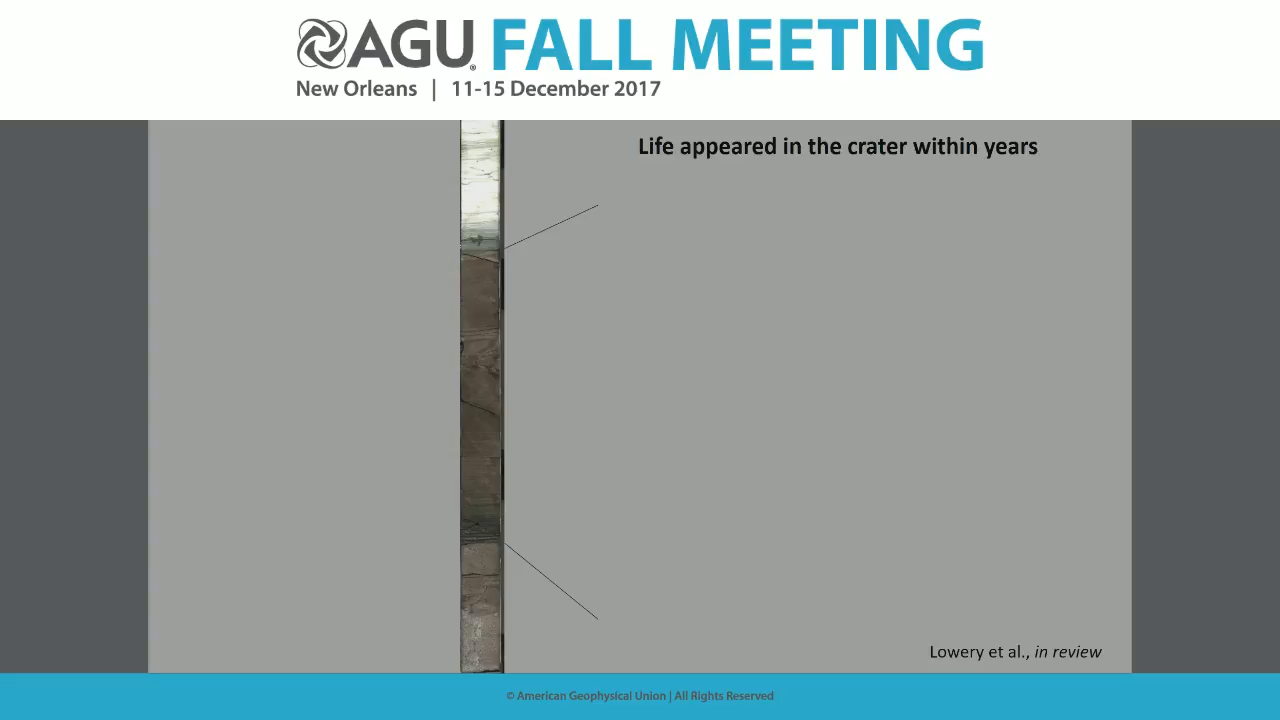 AGU® FALL MEETING
New Orleans | 11-15 December 2017
Life appeared in the crater within years
Lowery et al., in review
© American Geophysical Union | All Rights Reserved